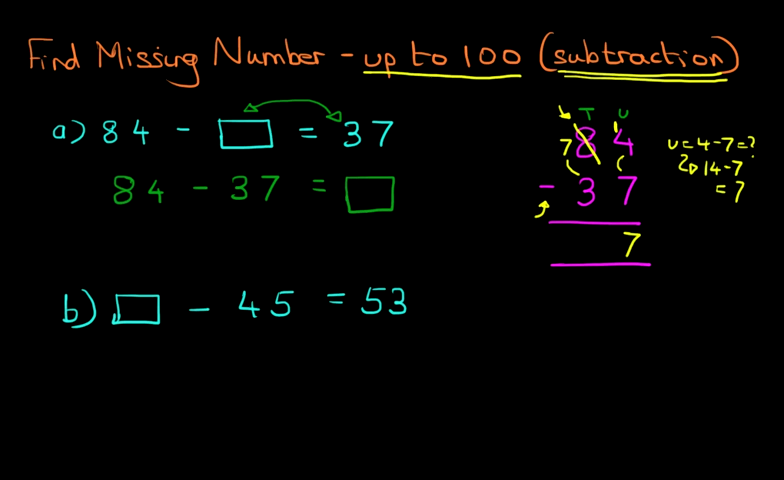 Find Missing Number - up to 100 (subtraction)
a) 84 - □ = 37
84 - 37 = □
b) □ - 45 = 53
T U
7 8 14
- 3 7
7
U = 4 - 7 = ?
14 - 7
= 7